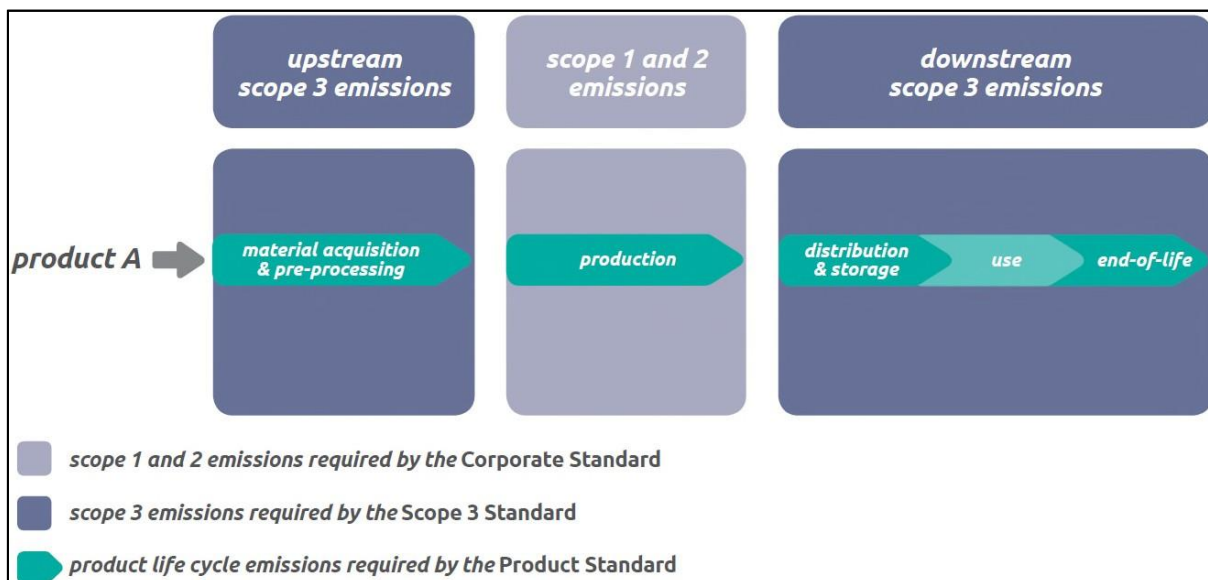 upstream
scope 3 emissions
scope 1 and 2
emissions
downstream
scope 3 emissions
product A
material acquisition
& pre-processing
production
distribution
& storage
use
end-of-life
scope 1 and 2 emissions required by the Corporate Standard
scope 3 emissions required by the Scope 3 Standard
product life cycle emissions required by the Product Standard